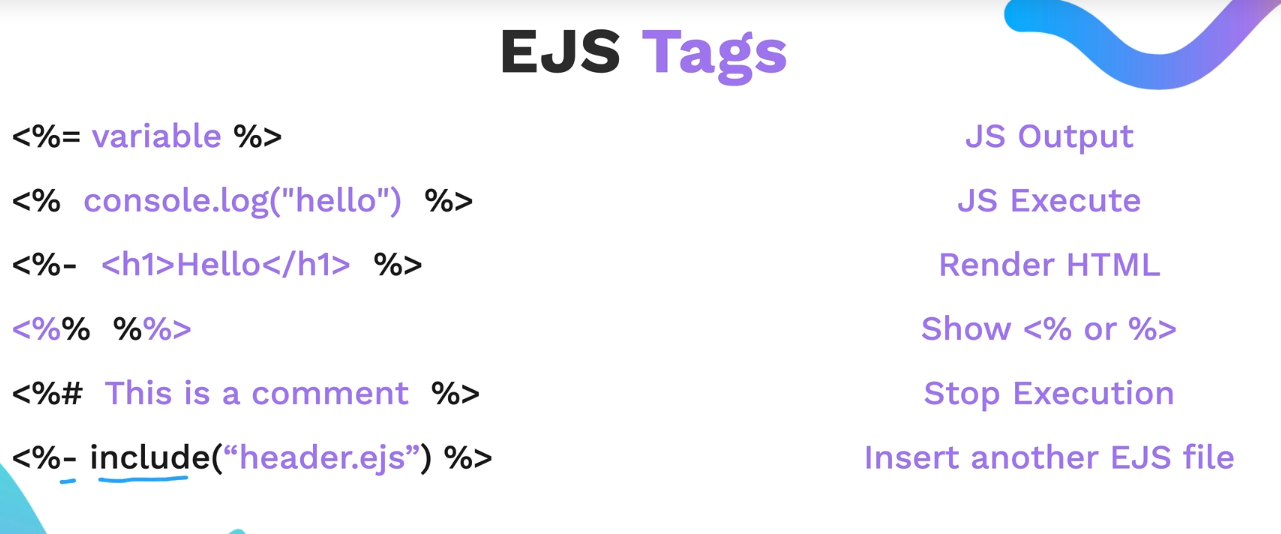 EJS Tags
<%= variable %> JS Output
<% console.log("hello") %> JS Execute
<%- <h1>Hello</h1> %> Render HTML
<%% %%> Show <% or %>
<%# This is a comment %> Stop Execution
<%- include(“header.ejs”) %> Insert another EJS file